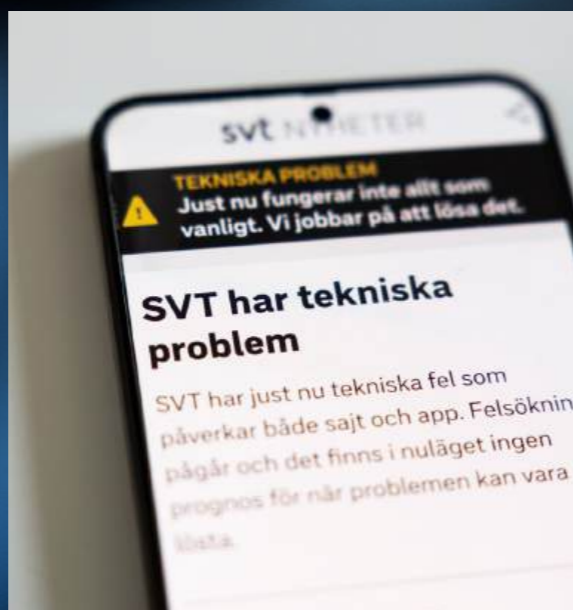 svt NYHETER
TEKNISKA PROBLEM
Just nu fungerar inte allt som
vanligt. Vi jobbar på att lösa det.
SVT har tekniska
problem
SVT har just nu tekniska fel som
påverkar både sajt och app. Felsöknin
pågår och det finns i nuläget ingen
prognos för när problemen kan vara
lösta.